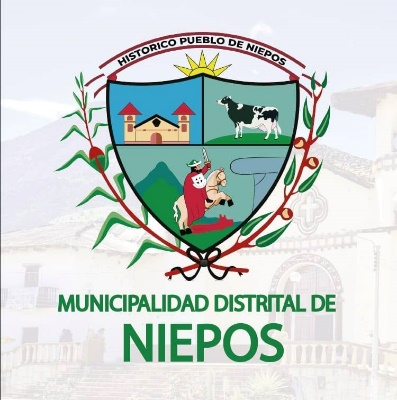 HISTORICO PUEBLO DE NIEPOS
MUNICIPALIDAD DISTRITAL DE
NIEPOS